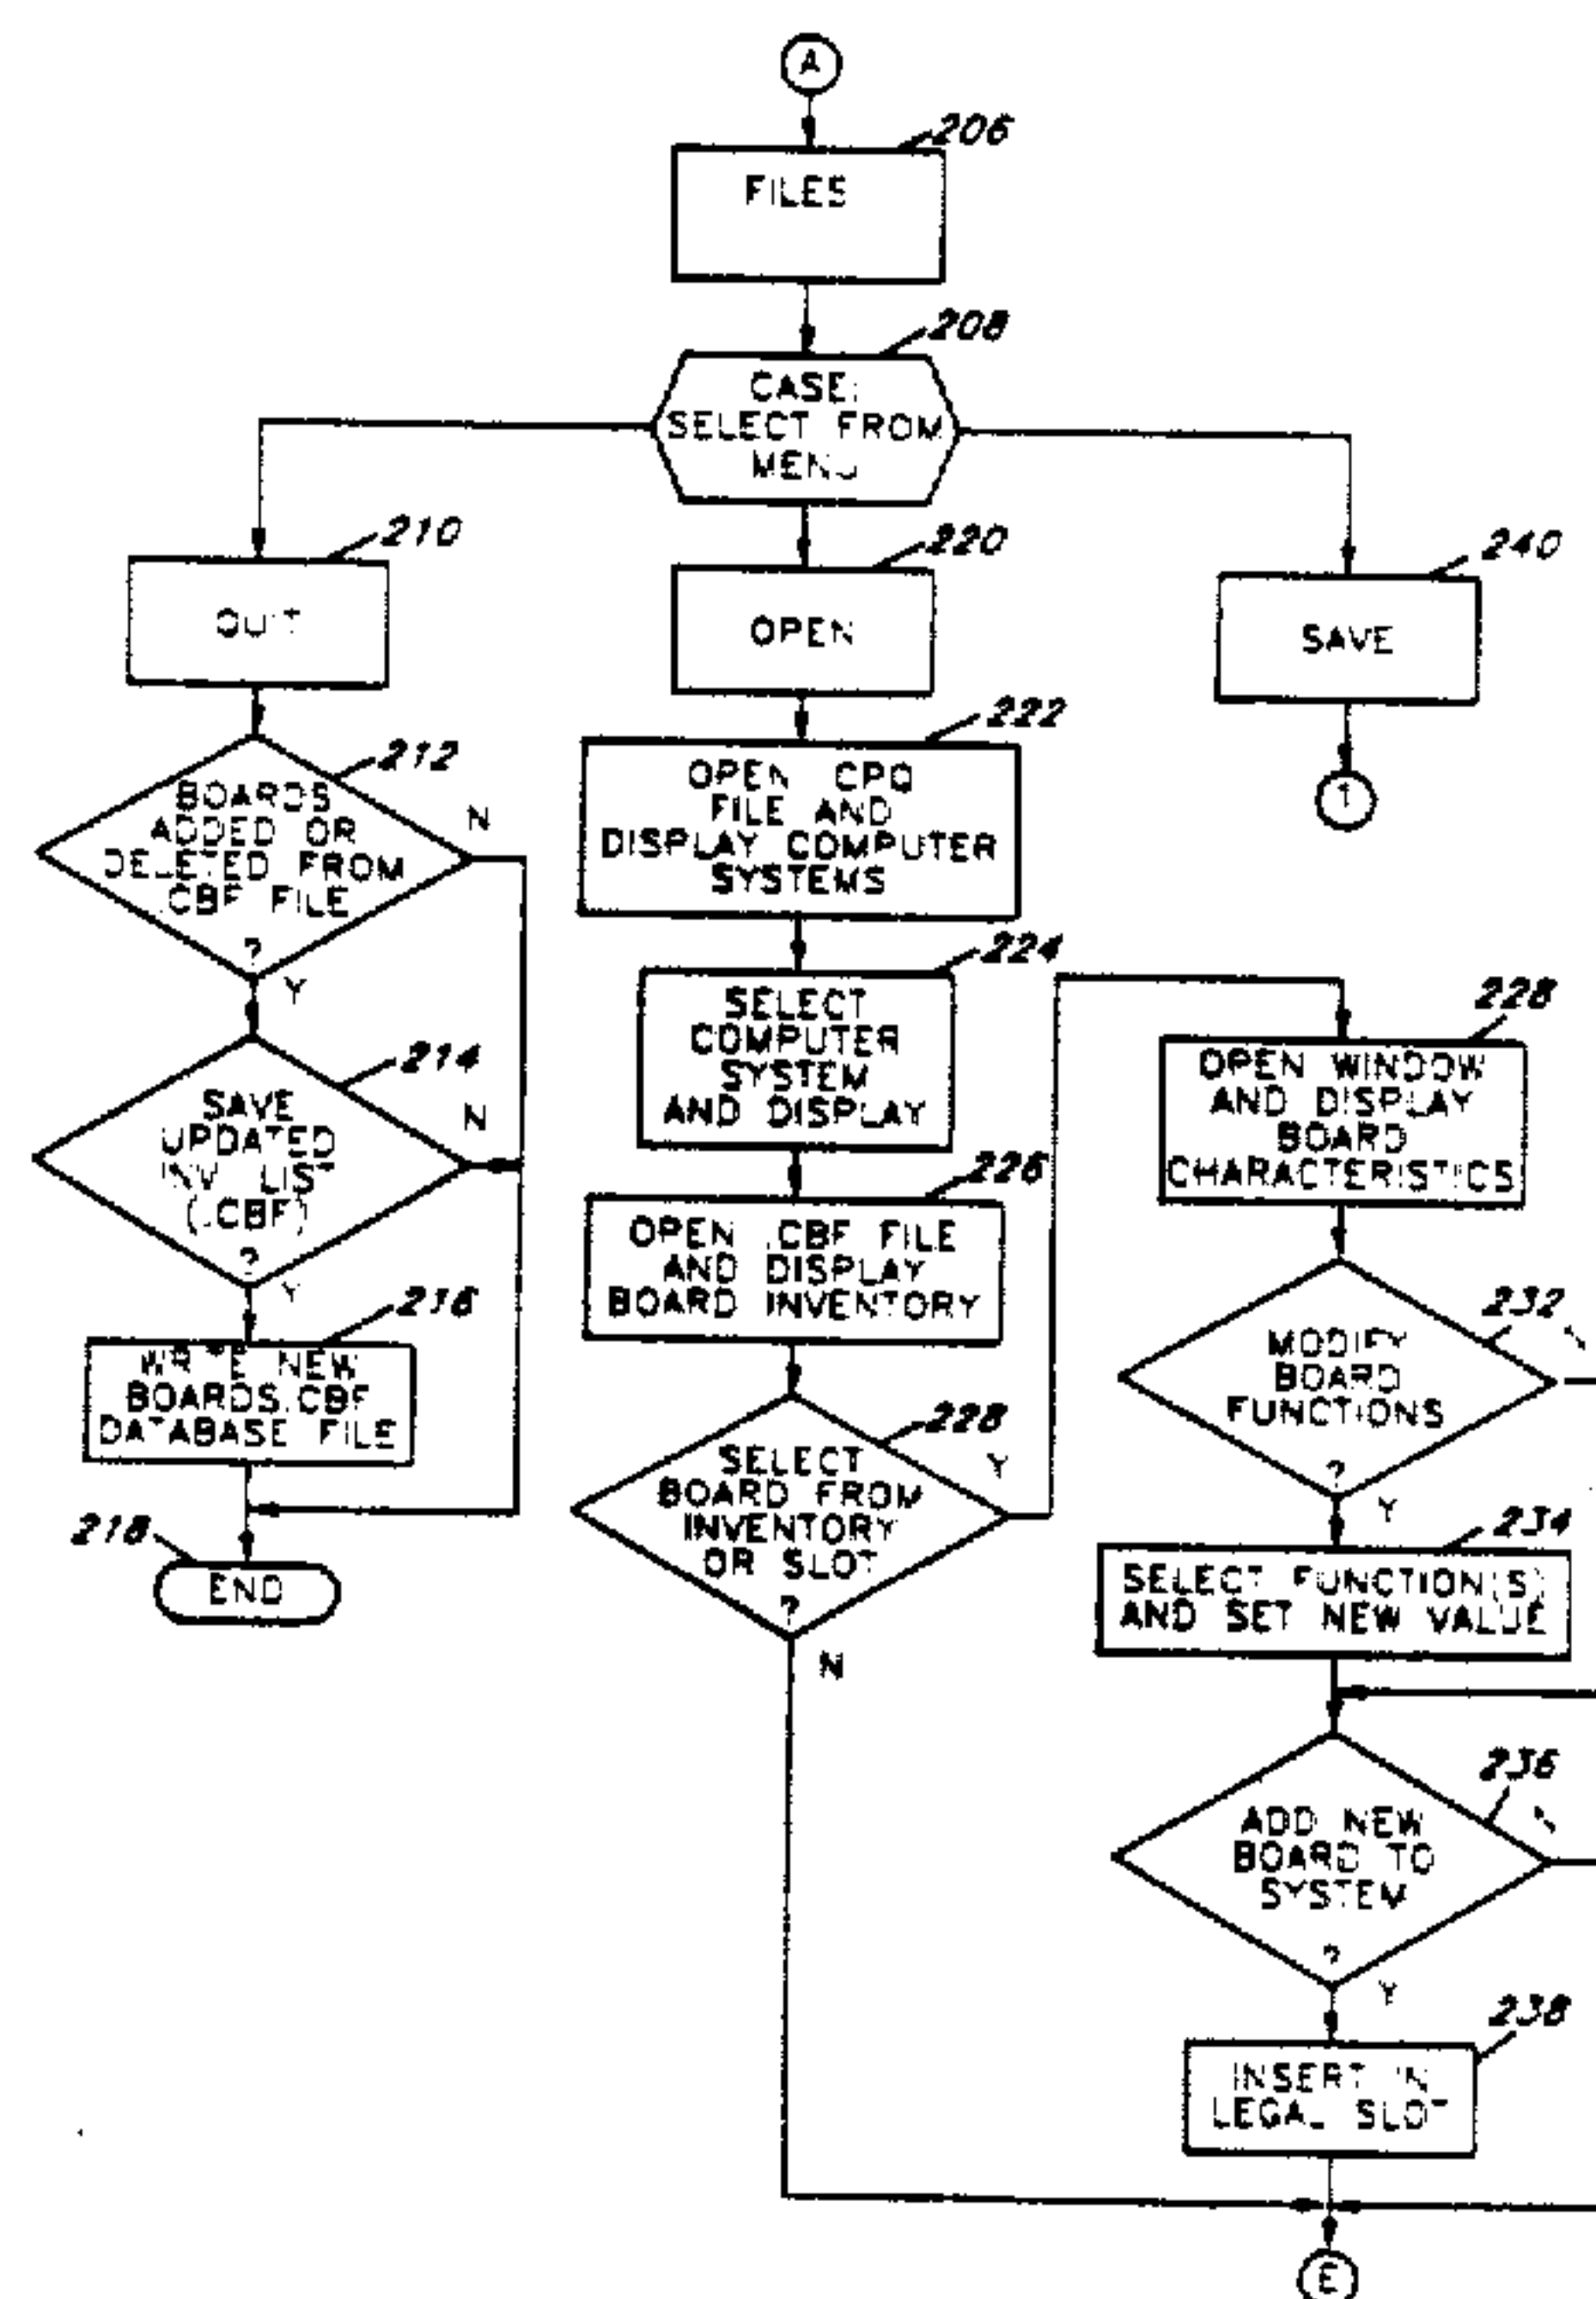 A
206
FILES
208
CASE:
SELECT FROM
MENU
210
QUIT
212
BOARDS
ADDED OR
DELETED FROM
.CBF FILE
?
N
Y
214
SAVE
UPDATED
INV LIST
(.CBF)
?
N
Y
216
WRITE NEW
BOARDS.CBF
DATABASE FILE
218
END
220
OPEN
222
OPEN CPQ
FILE AND
DISPLAY COMPUTER
SYSTEMS
224
SELECT
COMPUTER
SYSTEM
AND DISPLAY
226
OPEN .CBF FILE
AND DISPLAY
BOARD INVENTORY
228
SELECT
BOARD FROM
INVENTORY
OR SLOT
?
Y
N
240
SAVE
1
228
OPEN WINDOW
AND DISPLAY
BOARD
CHARACTERISTICS
232
MODIFY
BOARD
FUNCTIONS
?
N
Y
234
SELECT FUNCTION(S)
AND SET NEW VALUE
236
ADD NEW
BOARD TO
SYSTEM
?
N
Y
238
INSERT IN
LEGAL SLOT
E